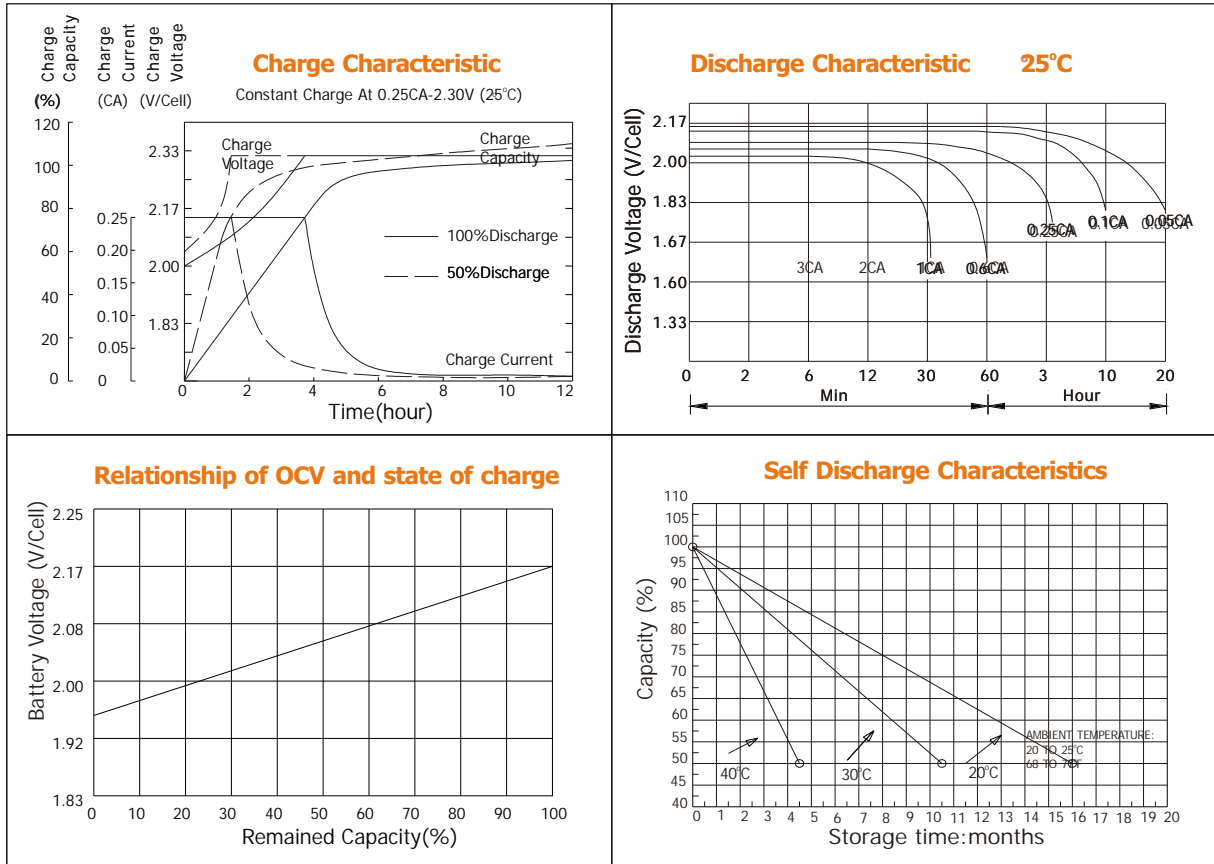 Charge Capacity
Charge Current
Charge Voltage
(%)
(CA)
(V/Cell)
Charge Characteristic
Constant Charge At 0.25CA-2.30V (25°C)
120
100
80
60
40
20
0
0.25
0.20
0.15
0.10
0.05
0
2.33
2.17
2.00
1.83
Charge Voltage
Charge Capacity
100%Discharge
50%Discharge
Charge Current
0 2 4 6 8 10 12
Time(hour)
Discharge Characteristic 25°C
Discharge Voltage (V/Cell)
2.17
2.00
1.83
1.67
1.60
1.33
3CA 2CA 1CA 0.6CA 0.25CA 0.1CA 0.05CA
0 2 6 12 30 60 3 10 20
Min Hour
Relationship of OCV and state of charge
Battery Voltage (V/Cell)
2.25
2.17
2.08
2.00
1.92
1.83
0 10 20 30 40 50 60 70 80 90 100
Remained Capacity(%)
Self Discharge Characteristics
Capacity (%)
110
105
100
95
90
85
80
75
70
65
60
55
50
45
40
40°C
30°C
20°C
AMBIENT TEMPERATURE:
20 TO 25°C
68 TO
0 1 2 3 4 5 6 7 8 9 10 11 12 13 14 15 16 17 18 19 20
Storage time:months